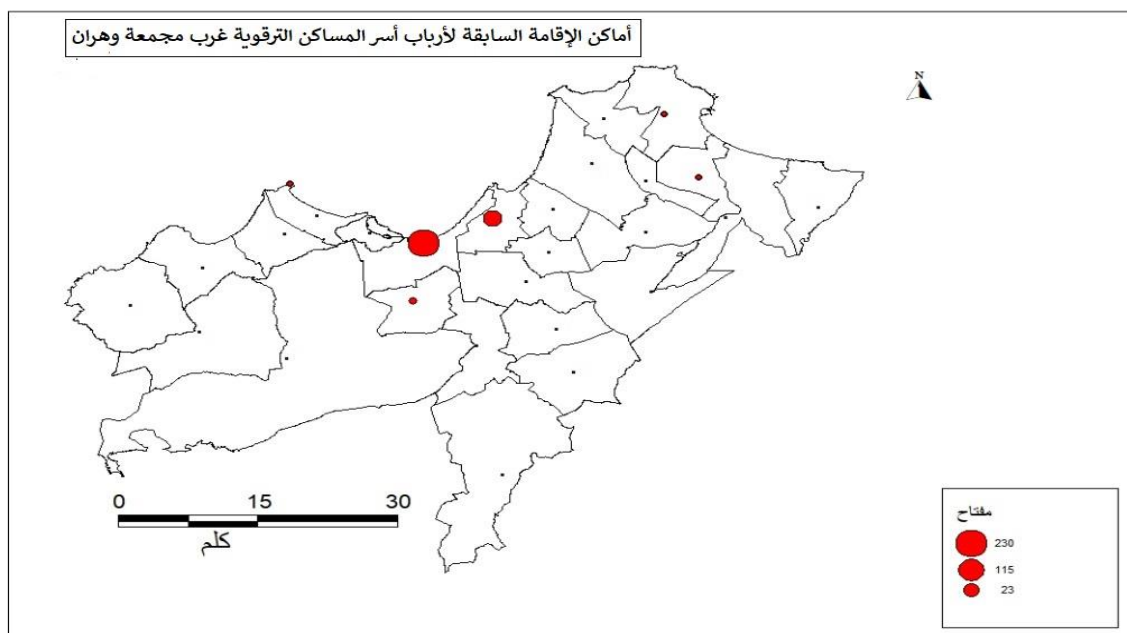 أماكن الإقامة السابقة لأرباب أسر المساكن الترقوية غرب مجمعة وهران
N
0 15 30
كلم
مفتاح
230
115
23